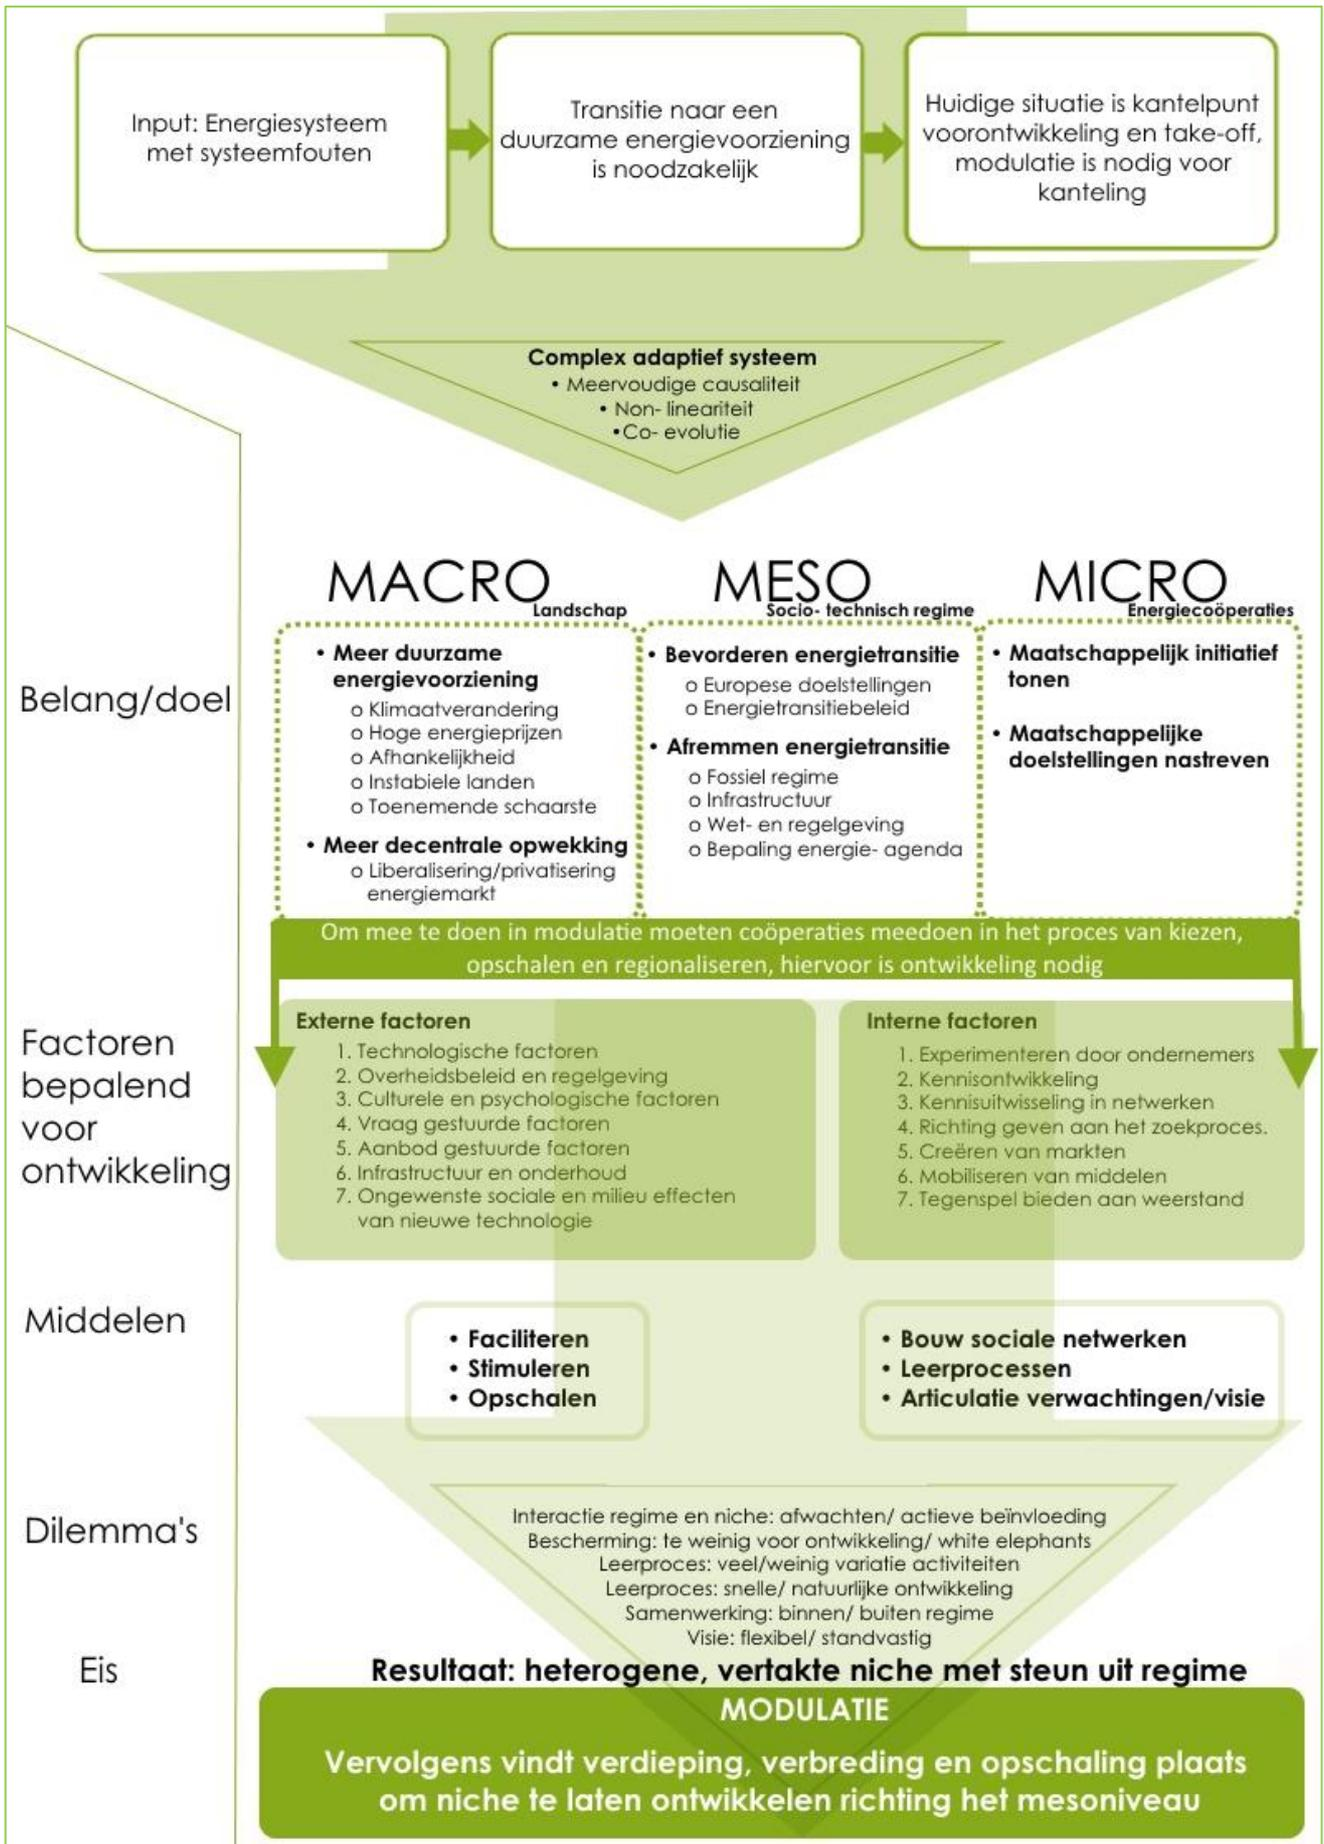 Input: Energiesysteem
met systeemfouten
Transitie naar een
duurzame energievoorziening
is noodzakelijk
Huidige situatie is kantelpunt
voorontwikkeling en take-off,
modulatie is nodig voor
kanteling
Complex adaptief systeem
• Meervoudige causaliteit
• Non- lineariteit
•Co- evolutie
MACRO
Landschap
MESO
Socio- technisch regime
MICRO
Energiecoöperaties
Belang/doel
• Meer duurzame
energievoorziening
o Klimaatverandering
o Hoge energieprijzen
o Afhankelijkheid
o Instabiele landen
o Toenemende schaarste
• Meer decentrale opwekking
o Liberalisering/privatisering
energiemarkt
• Bevorderen energietransitie
o Europese doelstellingen
o Energietransitiebeleid
• Afremmen energietransitie
o Fossiel regime
o Infrastructuur
o Wet- en regelgeving
o Bepaling energie- agenda
• Maatschappelijk initiatief
tonen
• Maatschappelijke
doelstellingen nastreven
Om mee te doen in modulatie moeten coöperaties meedoen in het proces van kiezen,
opschalen en regionaliseren, hiervoor is ontwikkeling nodig
Factoren
bepalend
voor
ontwikkeling
Externe factoren
1. Technologische factoren
2. Overheidsbeleid en regelgeving
3. Culturele en psychologische factoren
4. Vraag gestuurde factoren
5. Aanbod gestuurde factoren
6. Infrastructuur en onderhoud
7. Ongewenste sociale en milieu effecten
van nieuwe technologie
Interne factoren
1. Experimenteren door ondernemers
2. Kennisontwikkeling
3. Kennisuitwisseling in netwerken
4. Richting geven aan het zoekproces.
5. Creëren van markten
6. Mobiliseren van middelen
7. Tegenspel bieden aan weerstand
Middelen
• Faciliteren
• Stimuleren
• Opschalen
• Bouw sociale netwerken
• Leerprocessen
• Articulatie verwachtingen/visie
Dilemma's
Interactie regime en niche: afwachten/ actieve beïnvloeding
Bescherming: te weinig voor ontwikkeling/ white elephants
Leerproces: veel/weinig variatie activiteiten
Leerproces: snelle/ natuurlijke ontwikkeling
Samenwerking: binnen/ buiten regime
Visie: flexibel/ standvastig
Eis
Resultaat: heterogene, vertakte niche met steun uit regime
MODULATIE
Vervolgens vindt verdieping, verbreding en opschaling plaats
om niche te laten ontwikkelen richting het mesoniveau